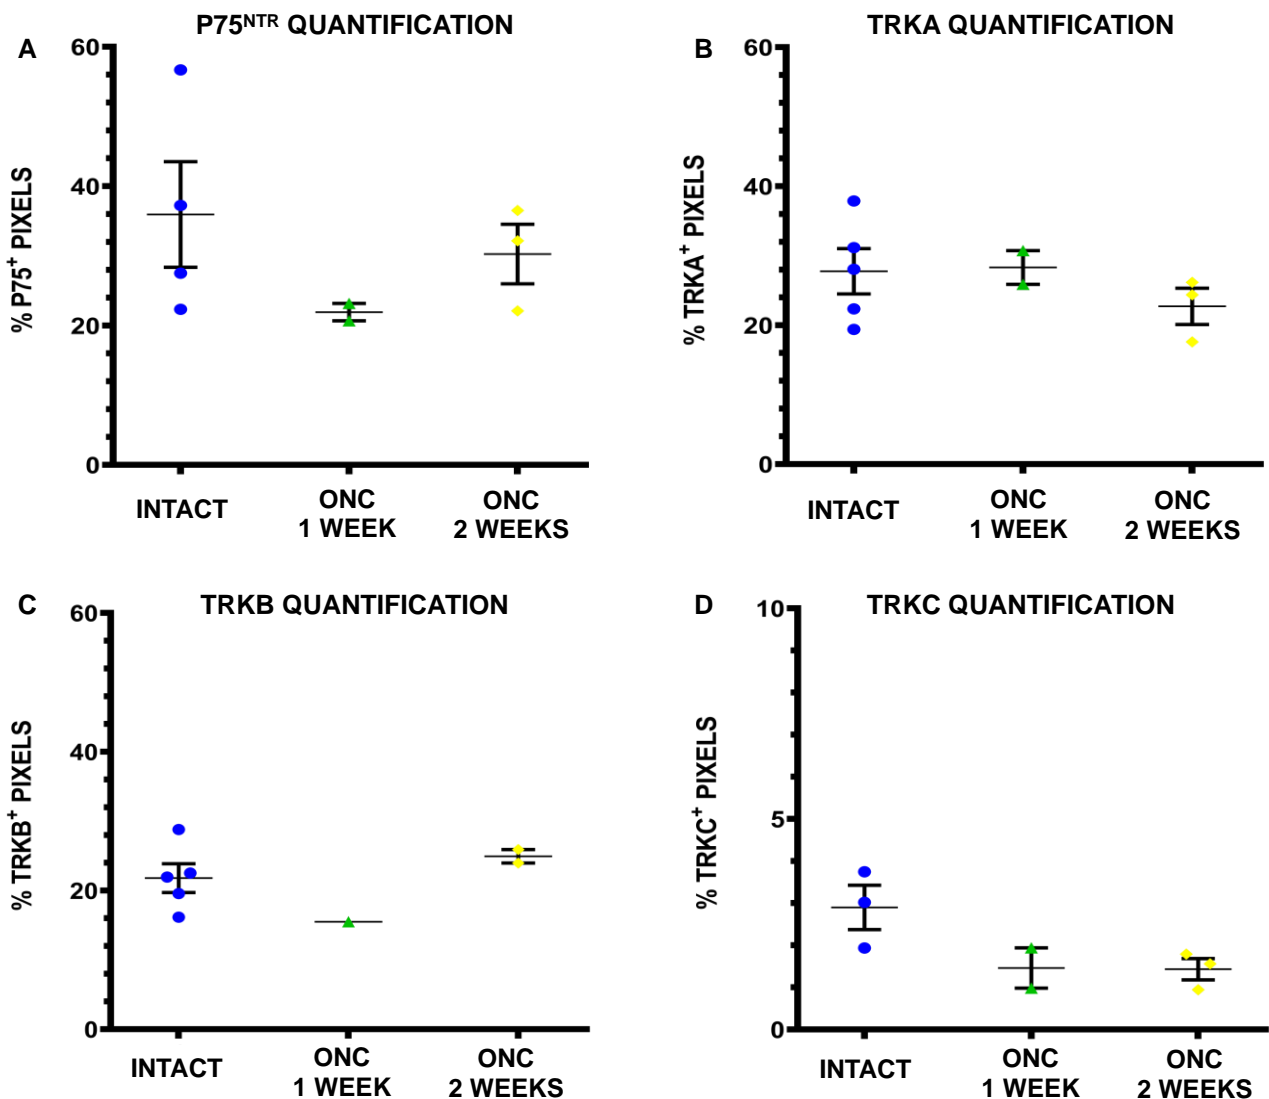 A
P75NTR QUANTIFICATION
% P75+ PIXELS
60
40
20
0
INTACT
ONC
1 WEEK
ONC
2 WEEKS
B
TRKA QUANTIFICATION
% TRKA+ PIXELS
60
40
20
0
INTACT
ONC
1 WEEK
ONC
2 WEEKS
C
TRKB QUANTIFICATION
% TRKB+ PIXELS
60
40
20
0
INTACT
ONC
1 WEEK
ONC
2 WEEKS
D
TRKC QUANTIFICATION
% TRKC+ PIXELS
10
5
0
INTACT
ONC
1 WEEK
ONC
2 WEEKS